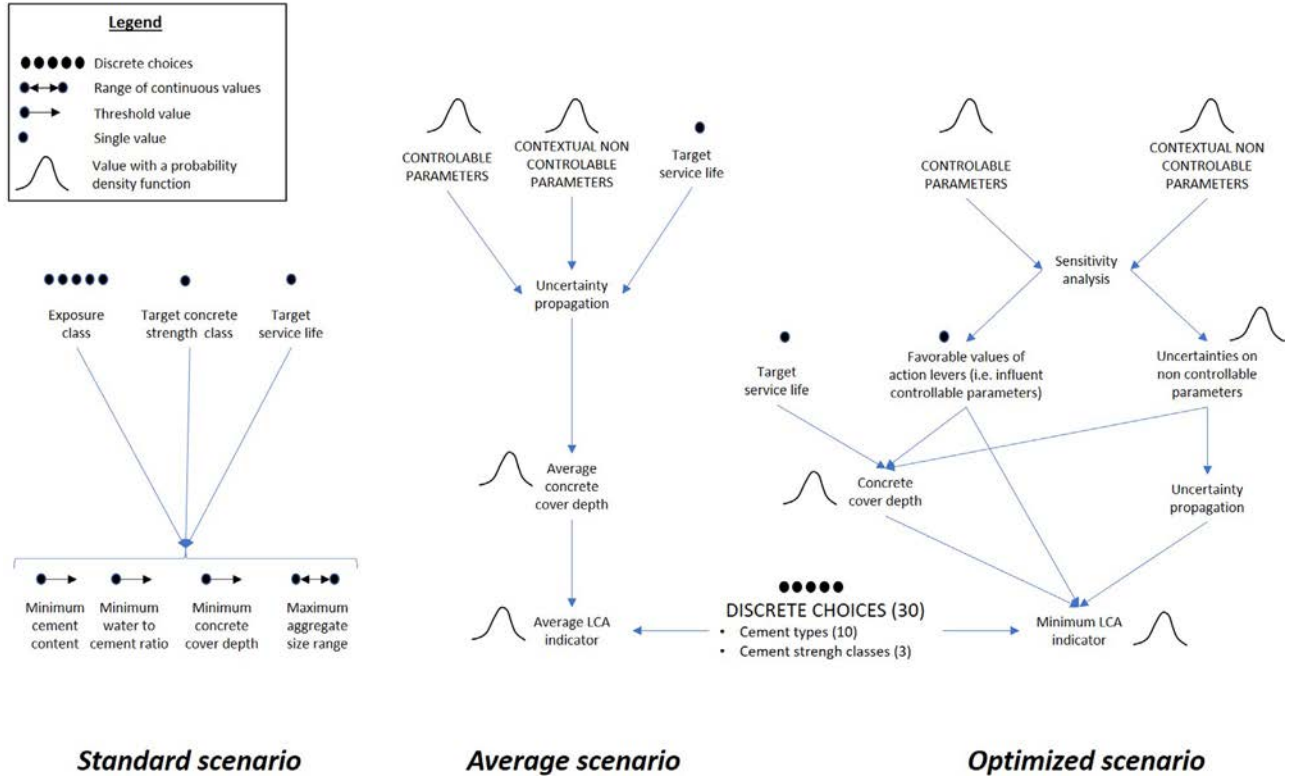 Legend
Discrete choices
Range of continuous values
Threshold value
Single value
Value with a probability
density function
Exposure
class
Target concrete
strength class
Target
service life
Minimum
cement
content
Minimum
water to
cement ratio
Minimum
concrete
cover depth
Maximum
aggregate
size range
Standard scenario
CONTROLABLE
PARAMETERS
CONTEXTUAL NON
CONTROLABLE
PARAMETERS
Target
service life
Uncertainty
propagation
Average
concrete
cover depth
Average LCA
indicator
Average scenario
DISCRETE CHOICES (30)
• Cement types (10)
• Cement strengh classes (3)
CONTROLABLE
PARAMETERS
CONTEXTUAL NON
CONTROLABLE
PARAMETERS
Sensitivity
analysis
Target
service life
Favorable values of
action levers (i.e. influent
controllable parameters)
Uncertainties on
non controllable
parameters
Concrete
cover depth
Uncertainty
propagation
Minimum LCA
indicator
Optimized scenario